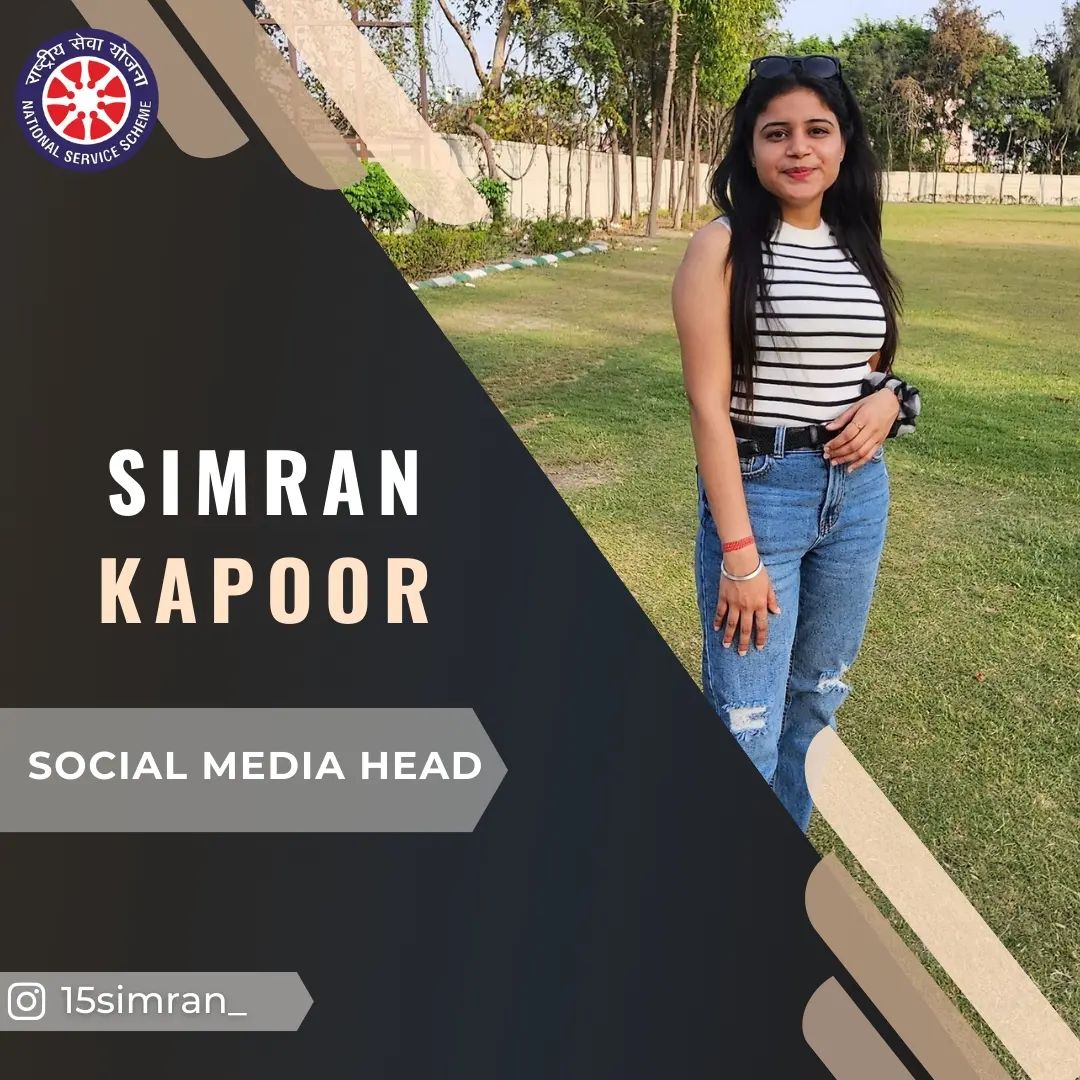 राष्ट्रीय सेवा योजना
NATIONAL SERVICE SCHEME
SIMRAN
KAPOOR
SOCIAL MEDIA HEAD
15simran_